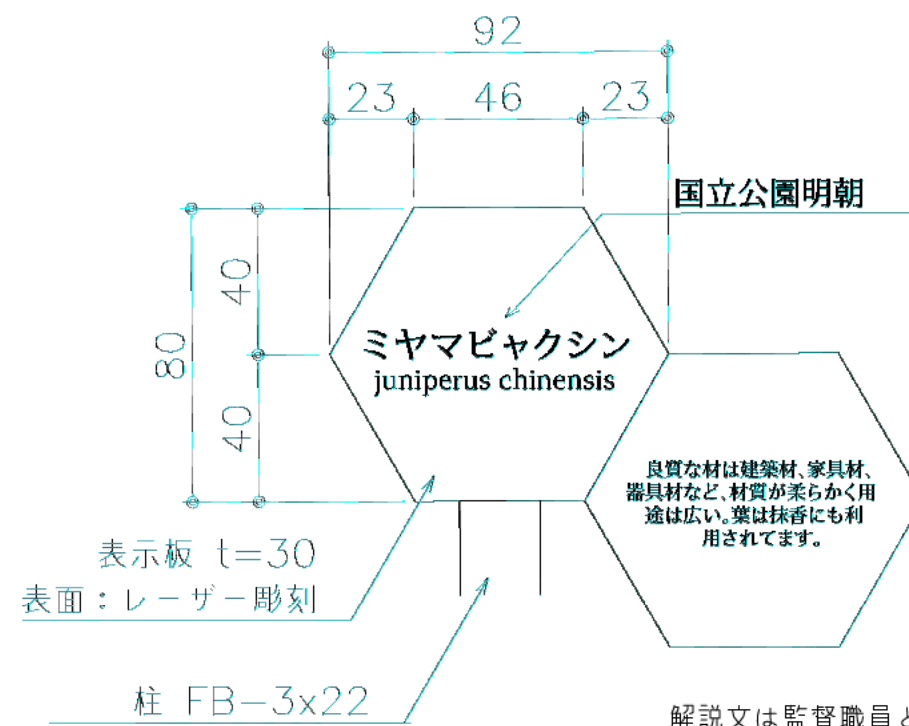 92
23 46 23
国立公園明朝
40
80
40
ミヤマビャクシン
juniperus chinensis
良質な材は建築材、家具材、
器具材など、材質が柔らかく用
途は広い。葉は抹香にも利
用されてます。
表示板 t=30
表面：レーザー彫刻
柱 FB-3x22
解説文は監督職員と